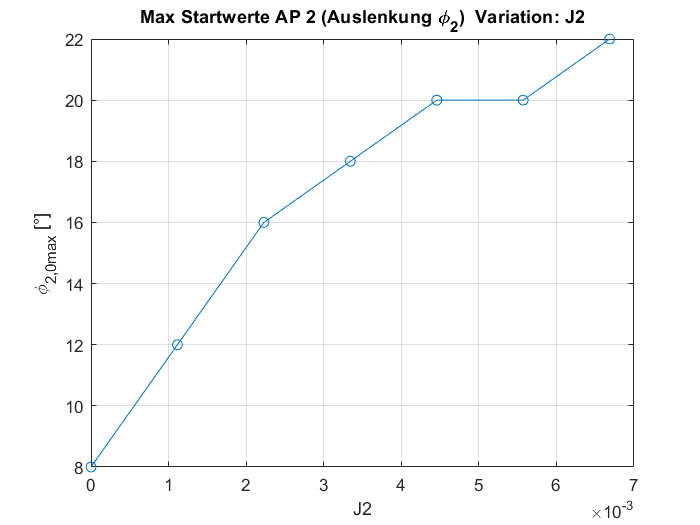 Max Startwerte AP 2 (Auslenkung ϕ₂)  Variation: J2
22
20
18
16
14
12
10
8
ϕ2,0max [°]
0 1 2 3 4 5 6 7
J2
×10⁻³